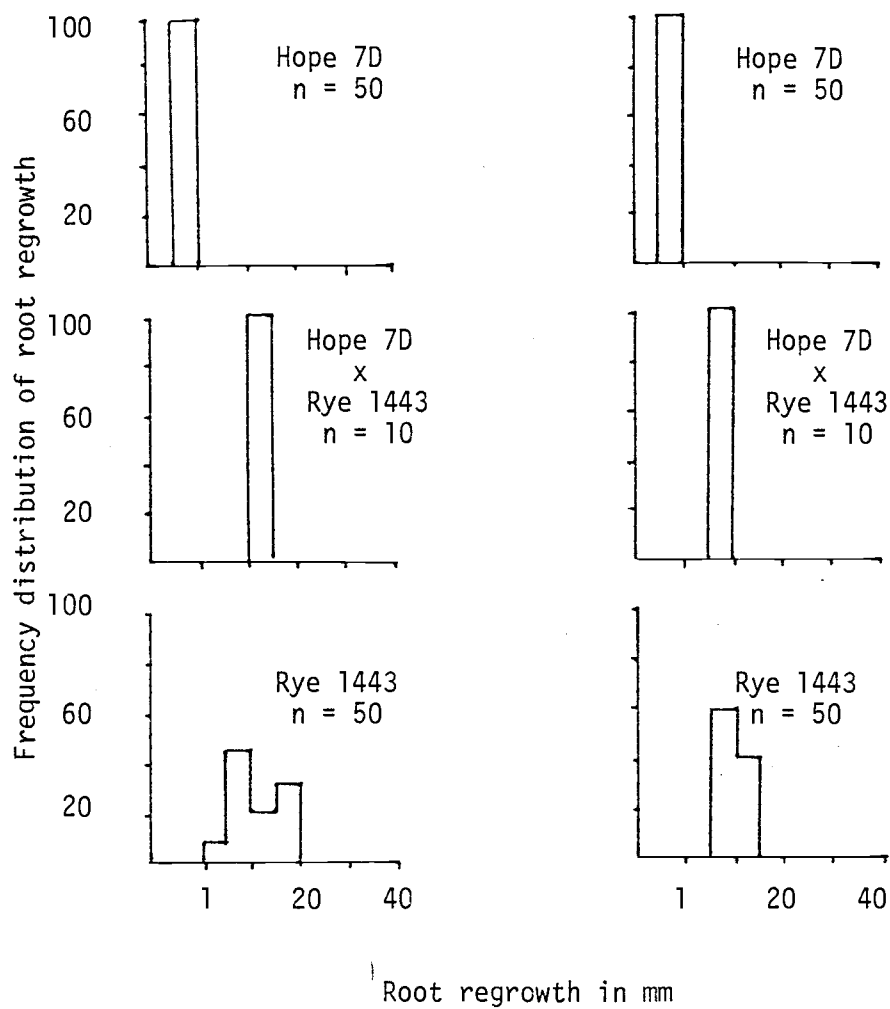 Frequency distribution of root regrowth
100
60
20
Hope 7D
n = 50
Hope 7D
n = 50
100
60
20
Hope 7D
x
Rye 1443
n = 10
Hope 7D
x
Rye 1443
n = 10
100
60
20
Rye 1443
n = 50
Rye 1443
n = 50
1 20 40
1 20 40
Root regrowth in mm